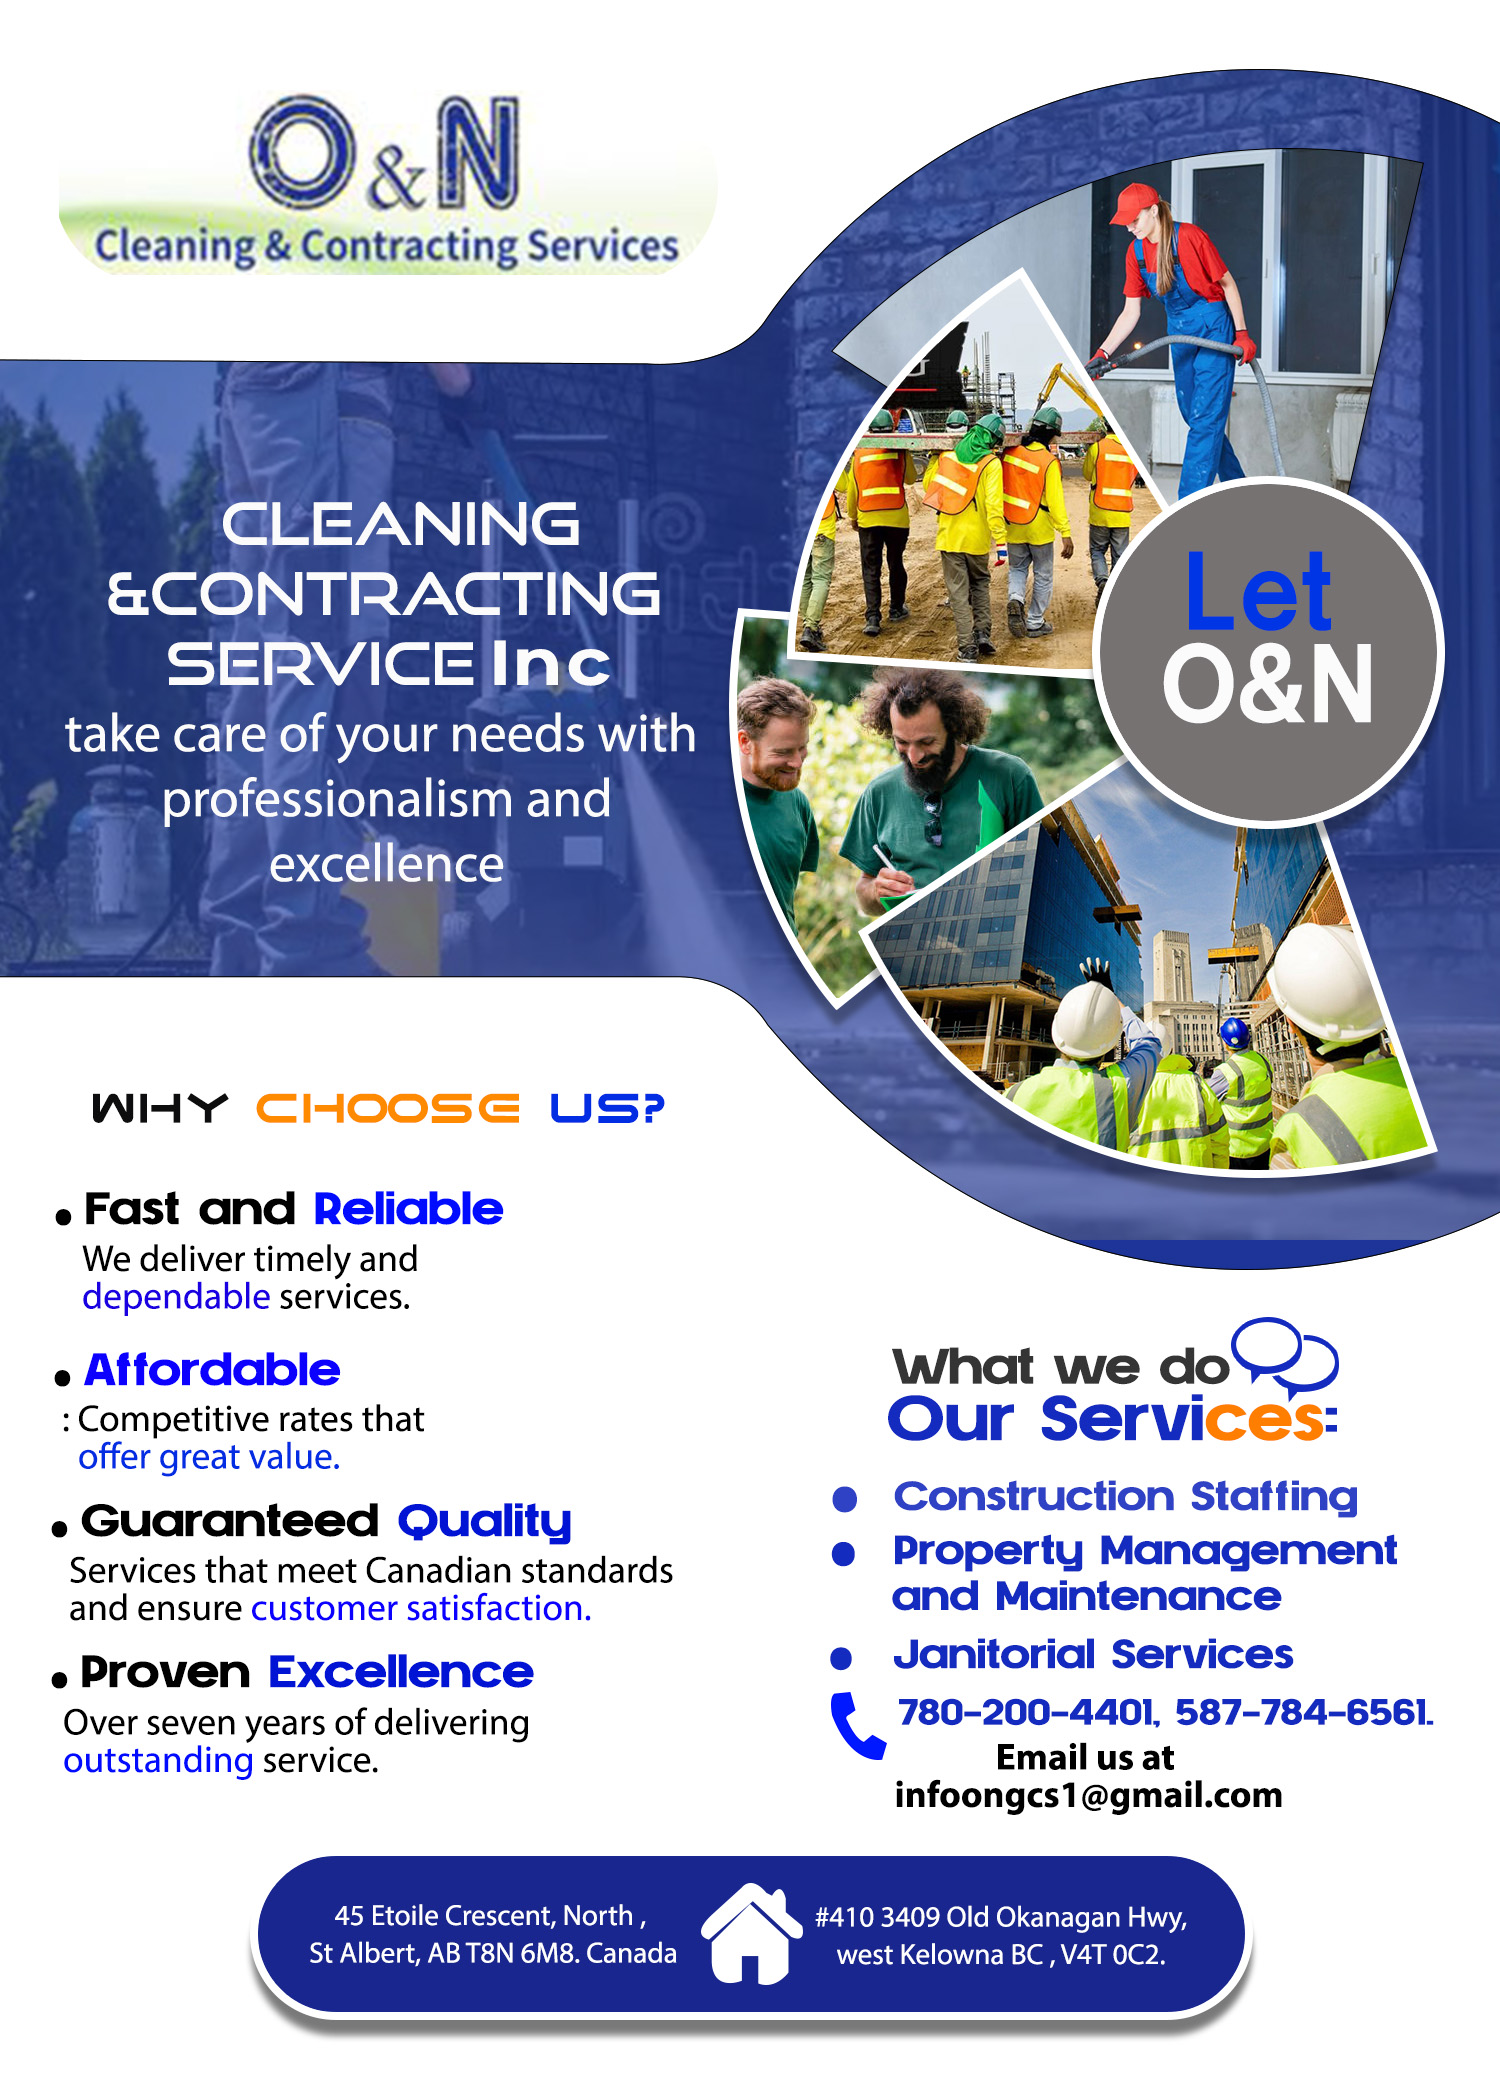 O & N
Cleaning & Contracting Services
Let
O&N
CLEANING
&CONTRACTING
SERVICE Inc
take care of your needs with
professionalism and
excellence
WHY CHOOSE US?
• Fast and Reliable
We deliver timely and
dependable services.
• Affordable
: Competitive rates that
offer great value.
• Guaranteed Quality
Services that meet Canadian standards
and ensure customer satisfaction.
• Proven Excellence
Over seven years of delivering
outstanding service.
What we do
Our Services:
• Construction Staffing
• Property Management
and Maintenance
• Janitorial Services
780-200-4401, 587-784-6561.
Email us at
infoongcs1@gmail.com
45 Etoile Crescent, North ,
St Albert, AB T8N 6M8. Canada
#410 3409 Old Okanagan Hwy,
west Kelowna BC , V4T 0C2.